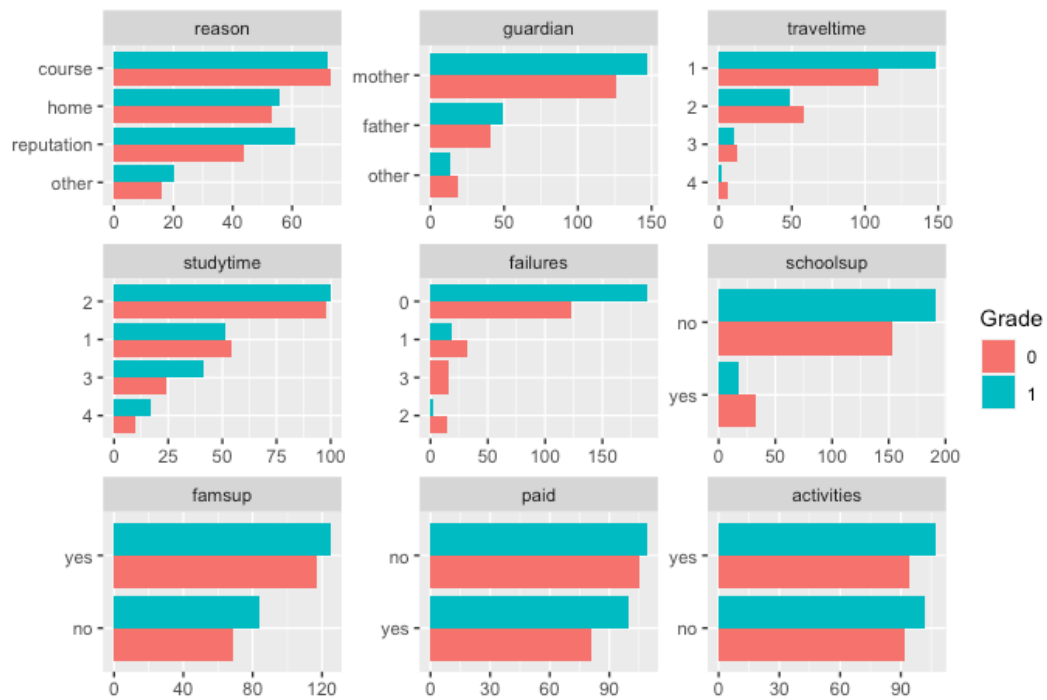 reason
course
home
reputation
other
0 20 40 60
guardian
mother
father
other
0 50 100 150
traveltime
1
2
3
4
0 50 100 150
studytime
2
1
3
4
0 25 50 75 100
failures
0
1
3
2
0 50 100 150
schoolsup
no
yes
0 50 100 150 200
Grade
0
1
famsup
yes
no
0 40 80 120
paid
no
yes
0 30 60 90
activities
yes
no
0 30 60 90